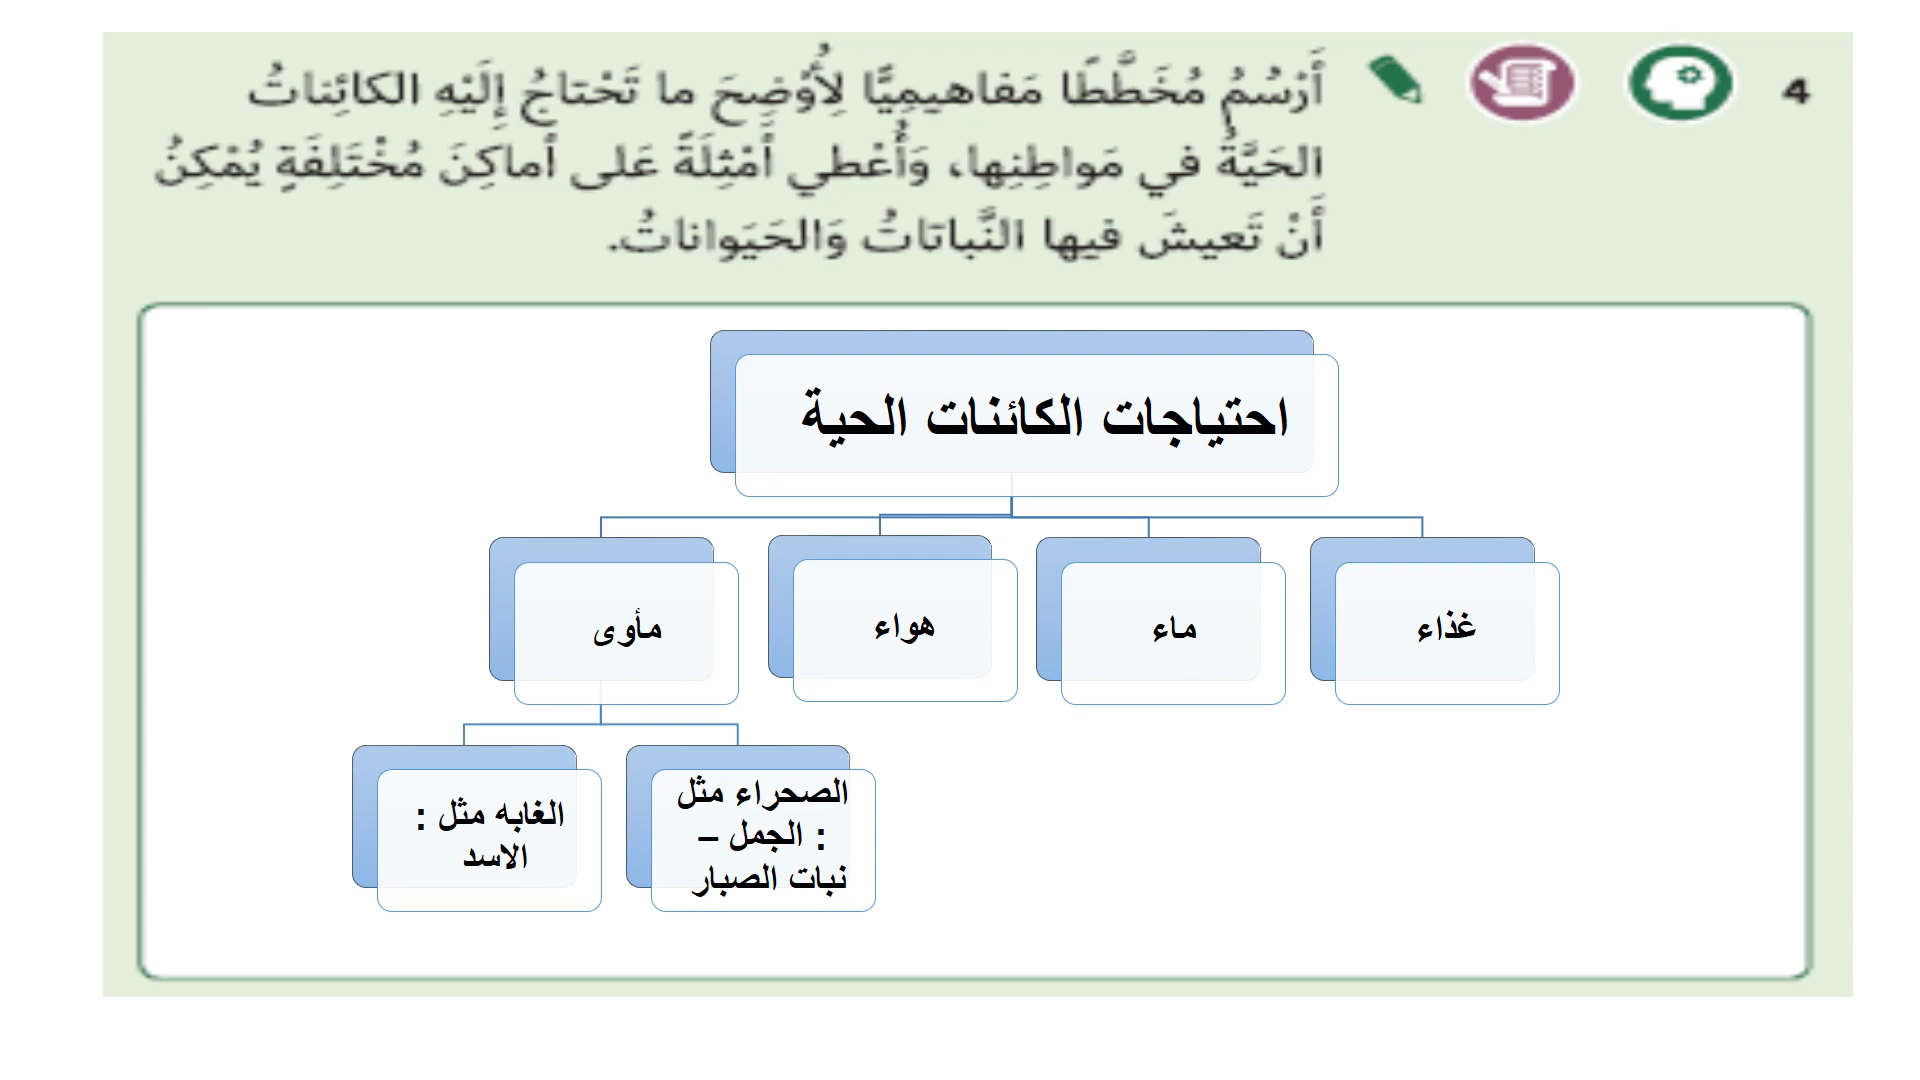 4
أَرْسُمُ مُخَطَّطًا مَفاهيمِيًّا لِأُوْضِحَ ما تَحْتاجُ إِلَيْهِ الكائِناتُ
الحَيَّةُ في مَواطِنِها، وَأُعْطي أَمْثِلَةً عَلى أَماكِنَ مُخْتَلِفَةٍ يُمْكِنُ
أَنْ تَعيشَ فيها النَّباتاتُ وَالحَيَواناتُ.
احتياجات الكائنات الحية
غذاء
ماء
هواء
مأوى
الصحراء مثل
: الجمل –
نبات الصبار
الغابه مثل :
الاسد